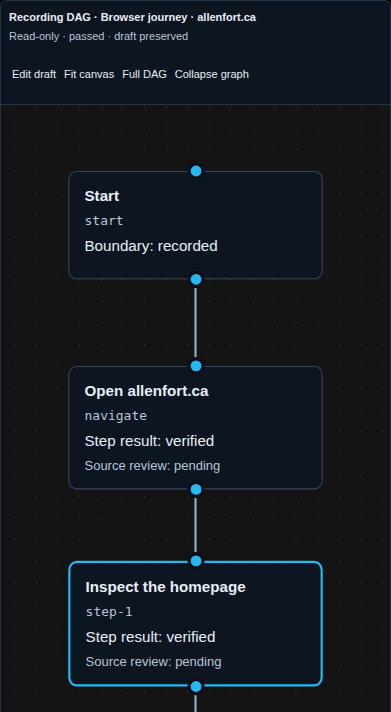 Recording DAG · Browser journey · allenfort.ca
Read-only · passed · draft preserved
Edit draft Fit canvas Full DAG Collapse graph
Start
start
Boundary: recorded
Open allenfort.ca
navigate
Step result: verified
Source review: pending
Inspect the homepage
step-1
Step result: verified
Source review: pending